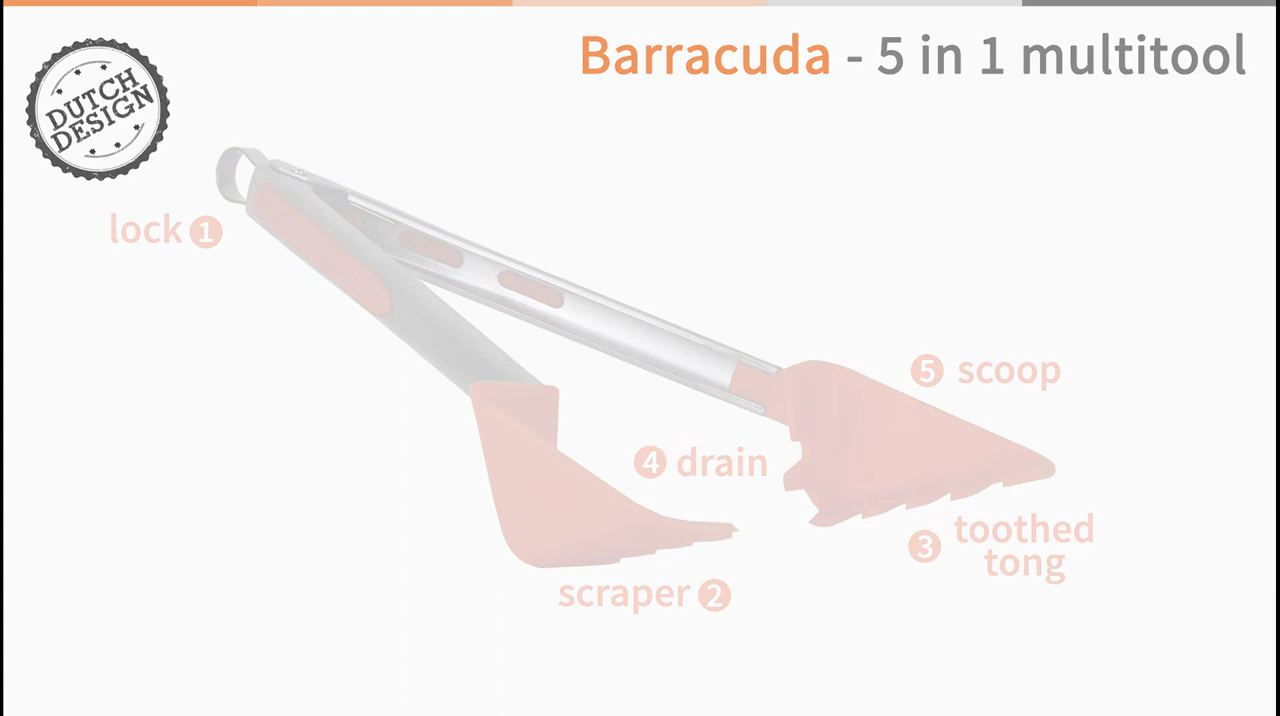 Barracuda - 5 in 1 multitool
DUTCH
DESIGN
lock 1
5 scoop
4 drain
3 toothed
tong
scraper 2